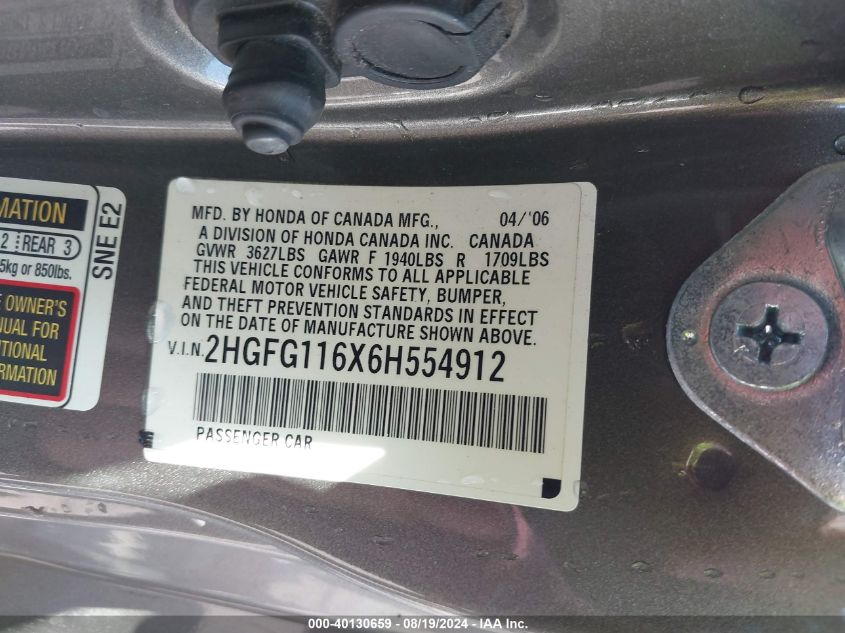 MATION
2 REAR 3
5kg or 850lbs.
E OWNER'S
NUAL FOR
ITIONAL
RMATION
SNE E2
MFD. BY HONDA OF CANADA MFG., 04/'06
A DIVISION OF HONDA CANADA INC. CANADA
GVWR 3627LBS GAWR F 1940LBS R 1709LBS
THIS VEHICLE CONFORMS TO ALL APPLICABLE
FEDERAL MOTOR VEHICLE SAFETY, BUMPER,
AND THEFT PREVENTION STANDARDS IN EFFECT
ON THE DATE OF MANUFACTURE SHOWN ABOVE.
V.I.N. 2HGFG116X6H554912
PASSENGER CAR
000-40130659 - 08/19/2024 - IAA Inc.